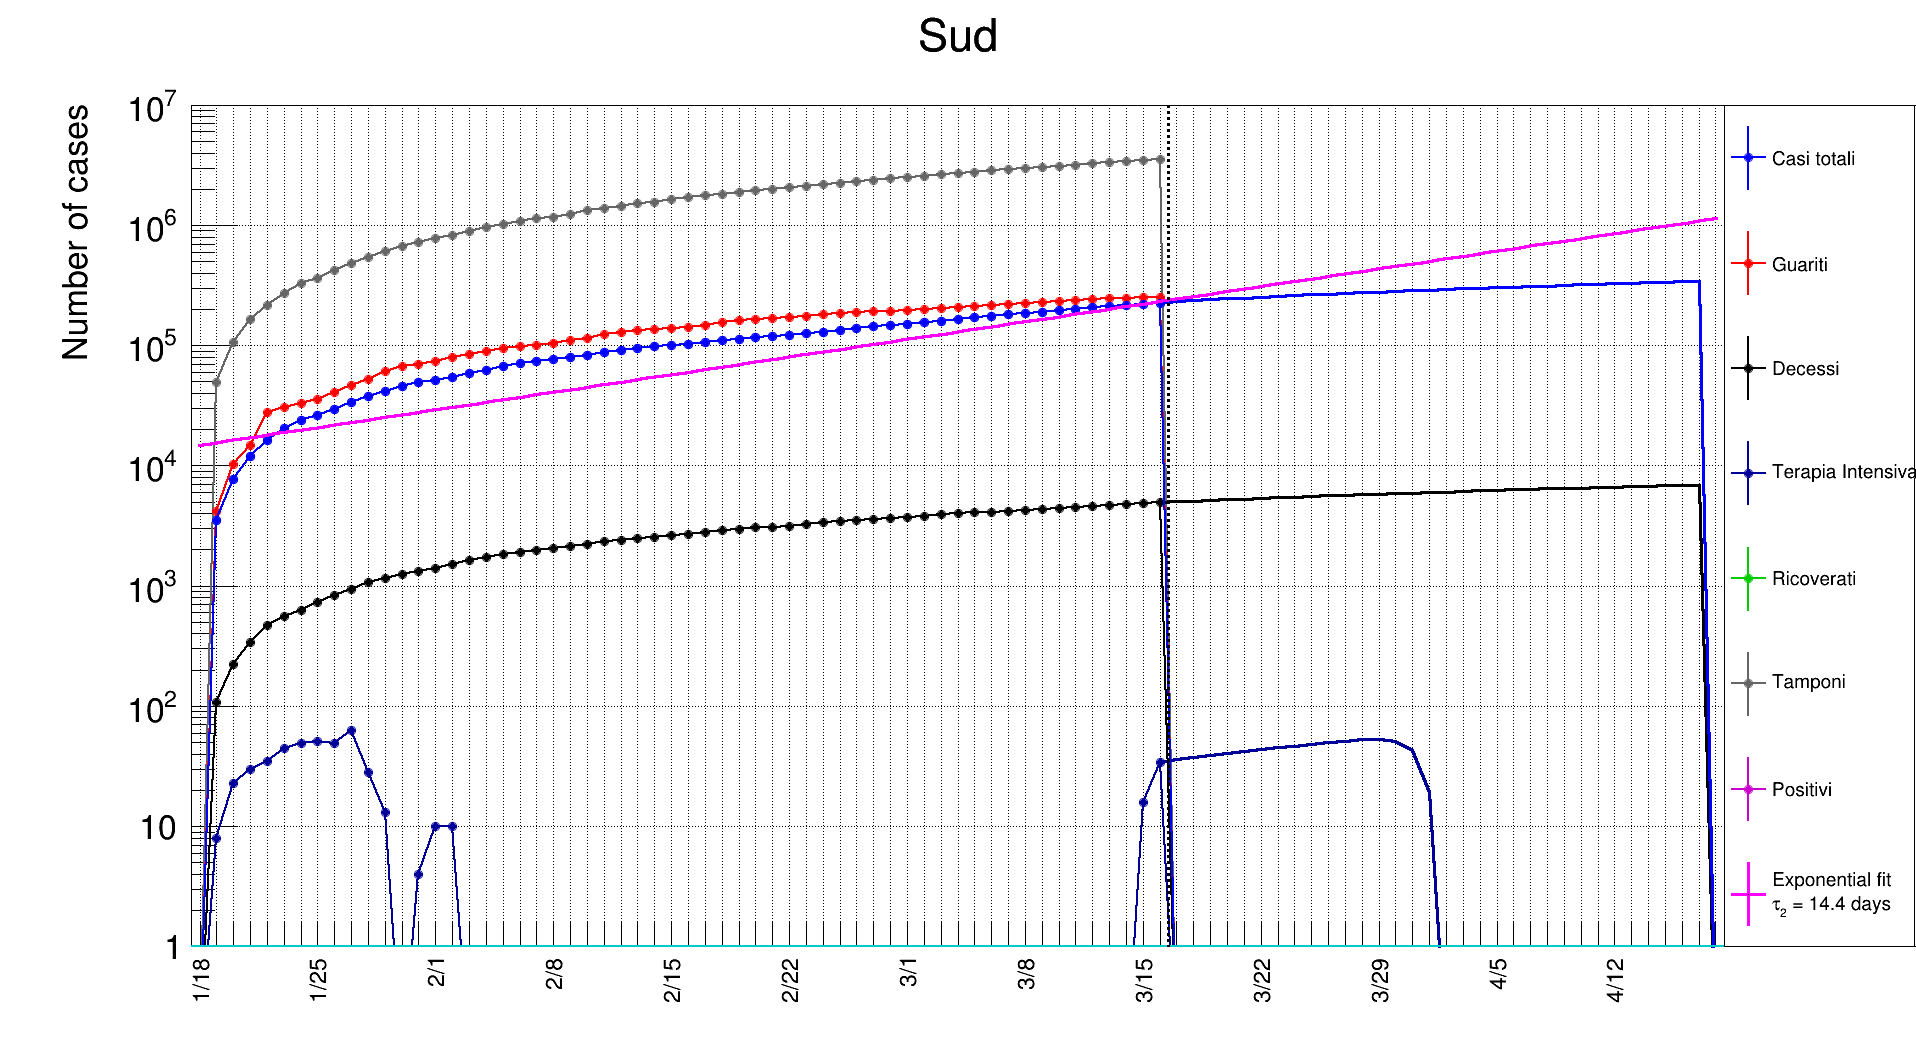 Sud
Number of cases
10^7
10^6
10^5
10^4
10^3
10^2
10
1
1/18
1/25
2/1
2/8
2/15
2/22
3/1
3/8
3/15
3/22
3/29
4/5
4/12
Casi totali
Guariti
Decessi
Terapia Intensiva
Ricoverati
Tamponi
Positivi
Exponential fit
τ₂ = 14.4 days